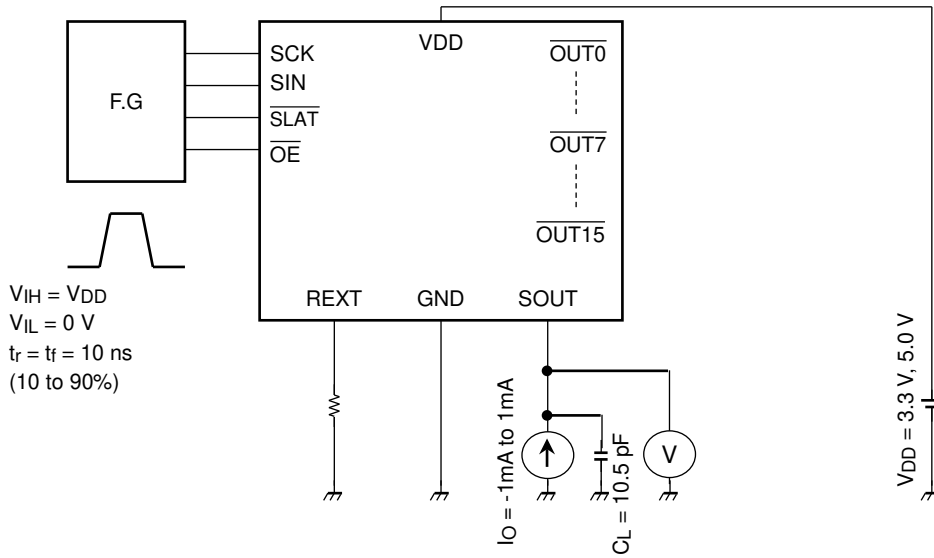 VDD
F.G
SCK
SIN
SLAT
OE
OUT0
OUT7
OUT15
REXT
GND
SOUT
VIH = VDD
VIL = 0 V
tr = tf = 10 ns
(10 to 90%)
IO = -1mA to 1mA
CL = 10.5 pF
V
VDD = 3.3 V, 5.0 V